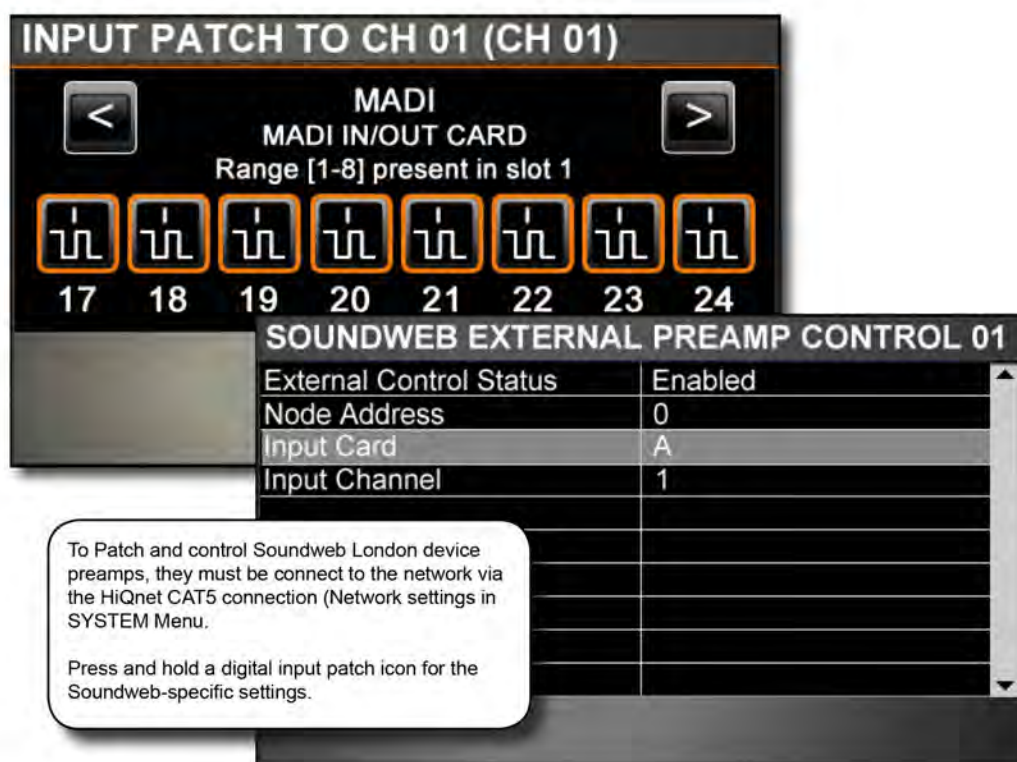 INPUT PATCH TO CH 01 (CH 01)
< MADI >
MADI IN/OUT CARD
Range [1-8] present in slot 1
17 18 19 20 21 22 23 24
SOUNDWEB EXTERNAL PREAMP CONTROL 01
External Control Status Enabled
Node Address 0
Input Card A
Input Channel 1
To Patch and control Soundweb London device
preamps, they must be connect to the network via
the HiQnet CAT5 connection (Network settings in
SYSTEM Menu.
Press and hold a digital input patch icon for the
Soundweb-specific settings.